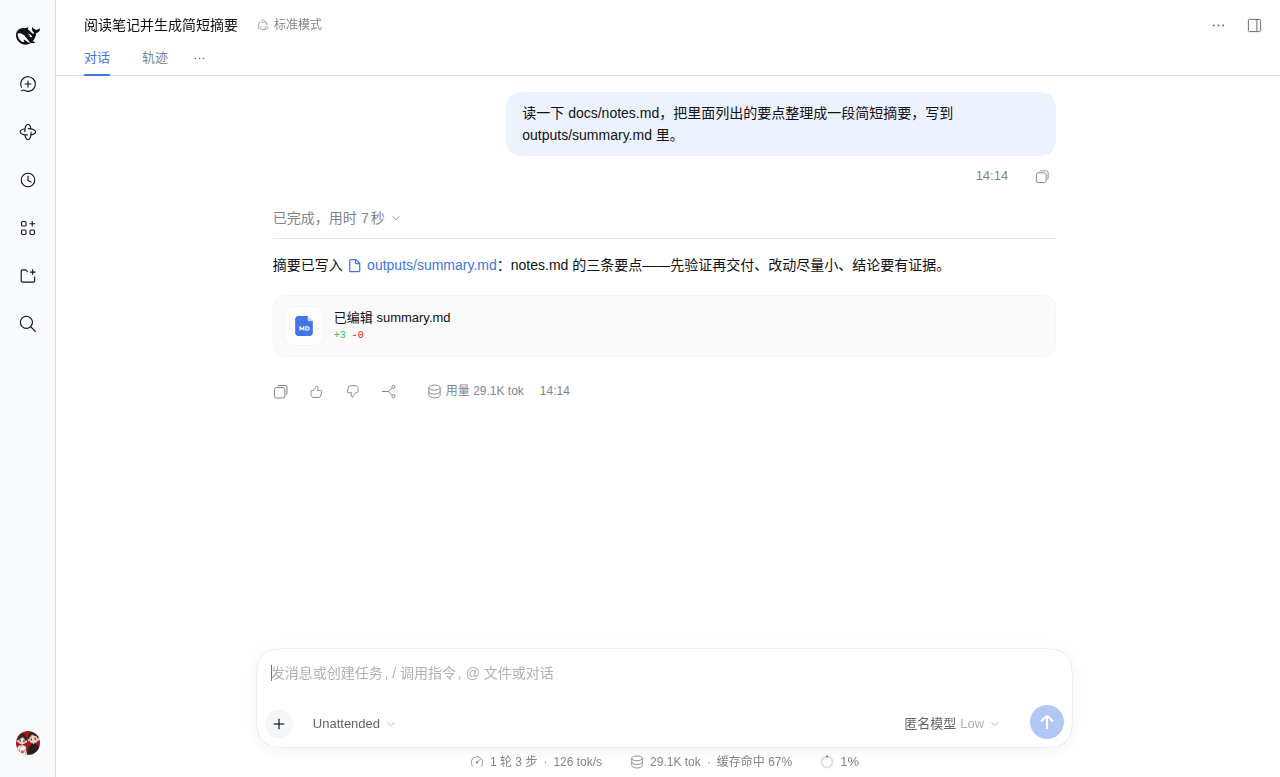 阅读笔记并生成简短摘要 标准模式
对话 轨迹 ···
读一下 docs/notes.md，把里面列出的要点整理成一段简短摘要，写到
outputs/summary.md 里。
14:14
已完成，用时 7 秒
摘要已写入 outputs/summary.md：notes.md 的三条要点——先验证再交付、改动尽量小、结论要有证据。
MD
已编辑 summary.md
+3 -0
用量 29.1K tok 14:14
发消息或创建任务, / 调用指令, @ 文件或对话
Unattended 匿名模型 Low
1 轮 3 步 · 126 tok/s 29.1K tok · 缓存命中 67% 1%